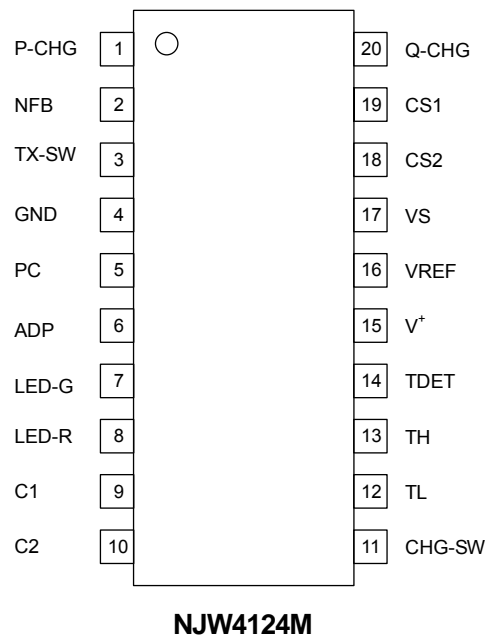 P-CHG 1 20 Q-CHG
NFB 2 19 CS1
TX-SW 3 18 CS2
GND 4 17 VS
PC 5 16 VREF
ADP 6 15 V+
LED-G 7 14 TDET
LED-R 8 13 TH
C1 9 12 TL
C2 10 11 CHG-SW
NJW4124M